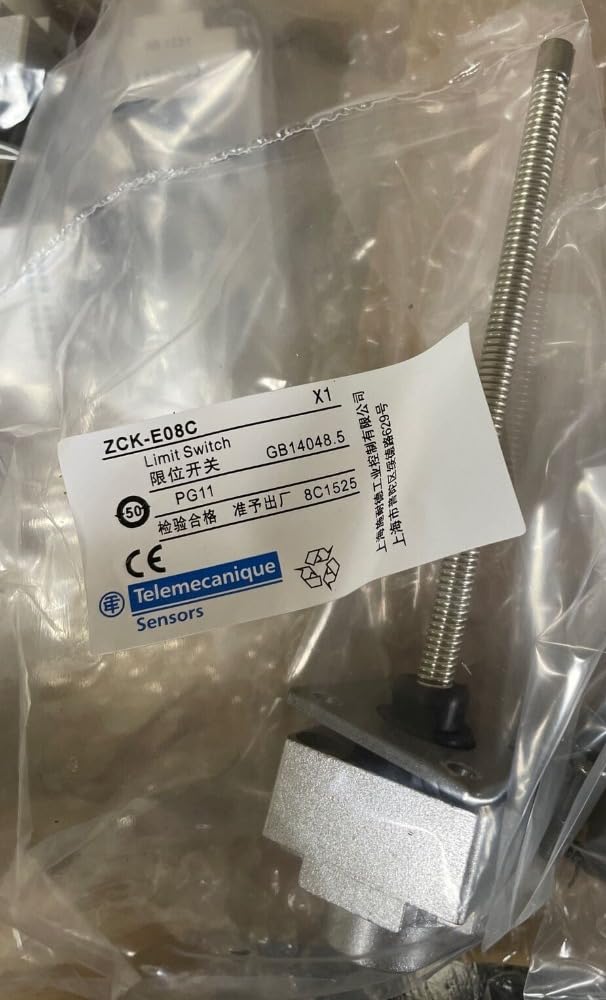 ZCK-E08C X1
Limit Switch
限位开关 GB14048.5
PG11
50
检验合格 准予出厂 8C1525
CE
Telemecanique
Sensors
上海施耐德工业控制有限公司
上海市普陀区绥德路629号